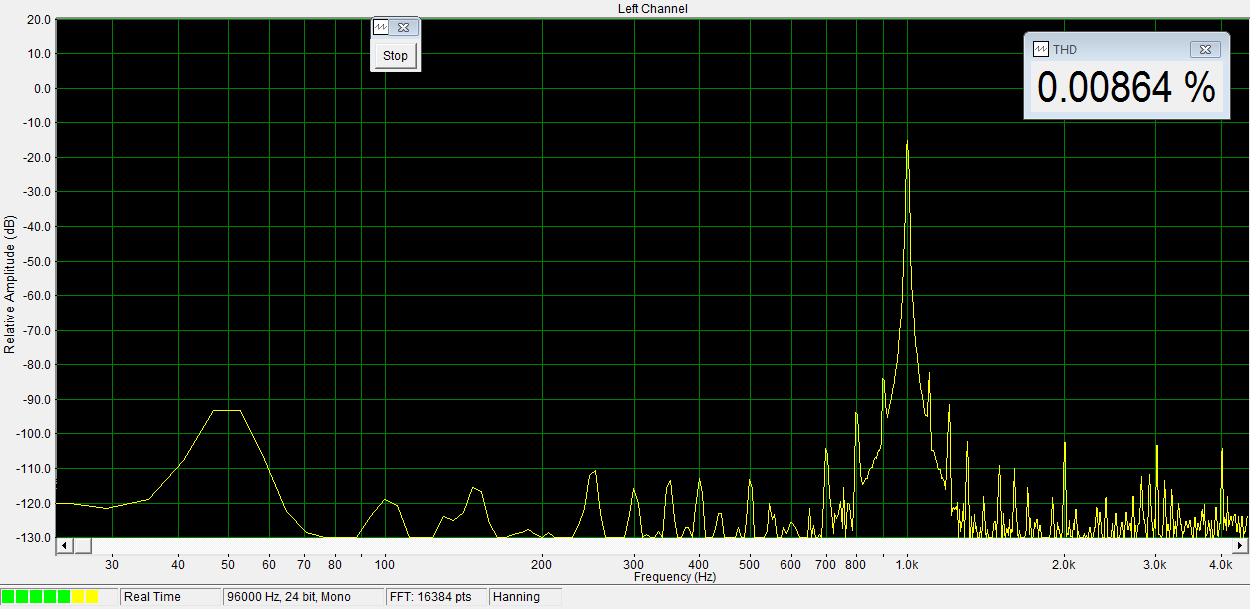 Left Channel
Stop
THD
0.00864 %
20.0
10.0
0.0
-10.0
-20.0
-30.0
-40.0
-50.0
-60.0
-70.0
-80.0
-90.0
-100.0
-110.0
-120.0
-130.0
Relative Amplitude (dB)
30 40 50 60 70 80 100 200 300 400 500 600 700 800 1.0k 2.0k 3.0k 4.0k
Frequency (Hz)
Real Time 96000 Hz, 24 bit, Mono FFT: 16384 pts Hanning